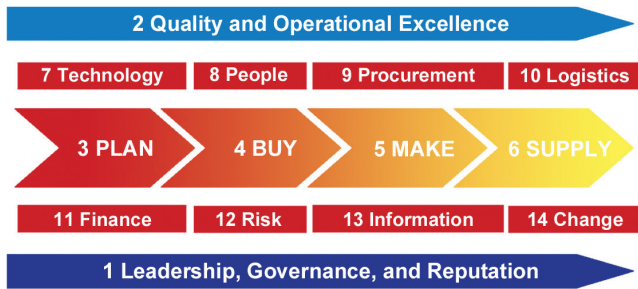 2 Quality and Operational Excellence
7 Technology
8 People
9 Procurement
10 Logistics
3 PLAN
4 BUY
5 MAKE
6 SUPPLY
11 Finance
12 Risk
13 Information
14 Change
1 Leadership, Governance, and Reputation